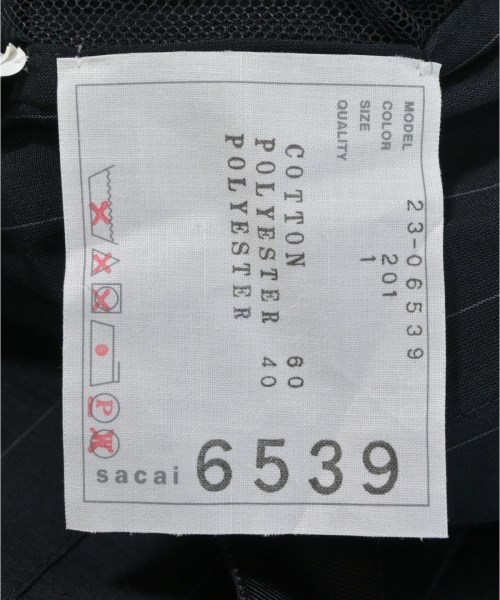 MODEL 23-06539
COLOR 201
SIZE 1
QUALITY
COTTON 60
POLYESTER 40
POLYESTER
P
W
sacai 6539